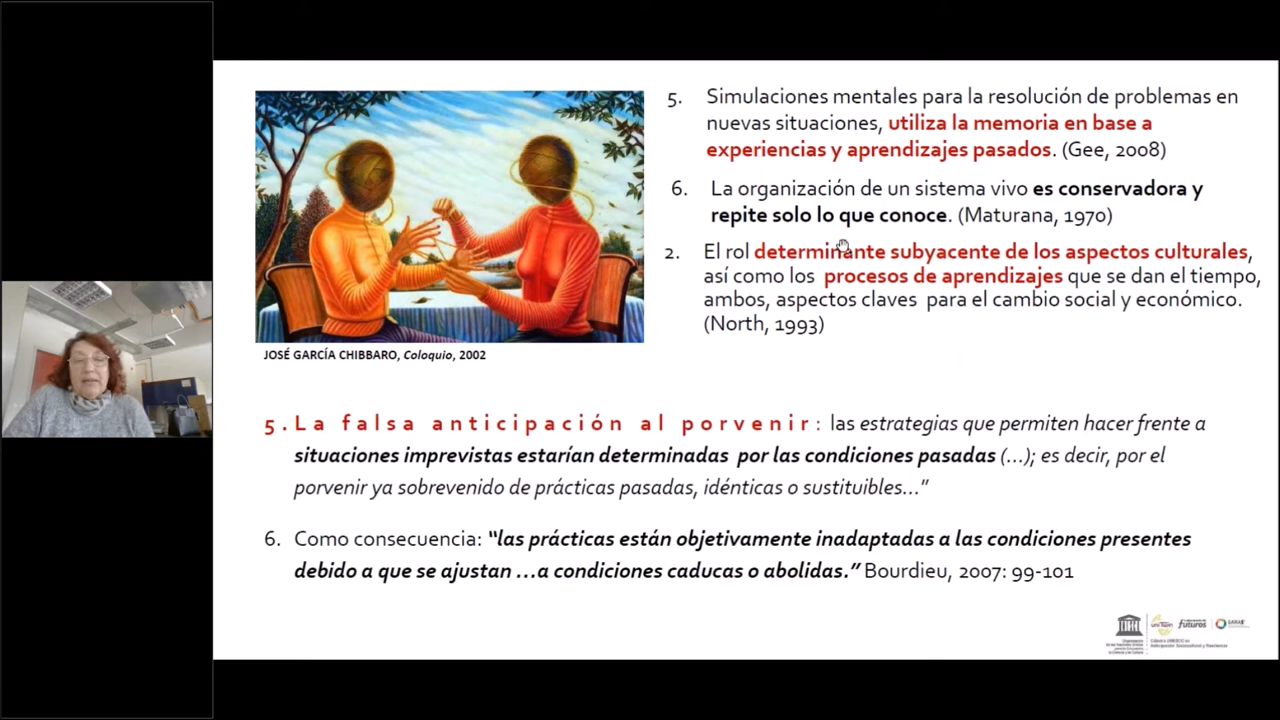 5. Simulaciones mentales para la resolución de problemas en
nuevas situaciones, utiliza la memoria en base a
experiencias y aprendizajes pasados. (Gee, 2008)
6. La organización de un sistema vivo es conservadora y
repite solo lo que conoce. (Maturana, 1970)
2. El rol determinante subyacente de los aspectos culturales,
así como los procesos de aprendizajes que se dan el tiempo,
ambos, aspectos claves para el cambio social y económico.
(North, 1993)
JOSÉ GARCÍA CHIBBARO, Coloquio, 2002
5. La falsa anticipación al porvenir: las estrategias que permiten hacer frente a
situaciones imprevistas estarían determinadas por las condiciones pasadas (...); es decir, por el
porvenir ya sobrevenido de prácticas pasadas, idénticas o sustituibles...”
6. Como consecuencia: “las prácticas están objetivamente inadaptadas a las condiciones presentes
debido a que se ajustan ...a condiciones caducas o abolidas.” Bourdieu, 2007: 99-101
futuros